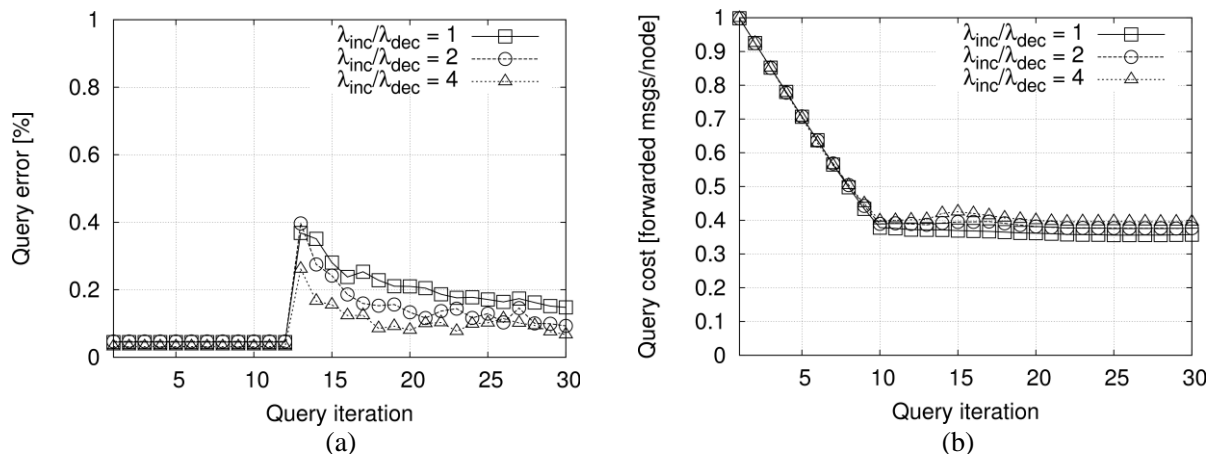 1
0.8
0.6
0.4
0.2
0
5
10
15
20
25
30
Query error [%]
Query iteration
λinc/λdec = 1
λinc/λdec = 2
λinc/λdec = 4
(a)
1
0.9
0.8
0.7
0.6
0.5
0.4
0.3
0.2
0.1
0
5
10
15
20
25
30
Query cost [forwarded msgs/node]
Query iteration
λinc/λdec = 1
λinc/λdec = 2
λinc/λdec = 4
(b)